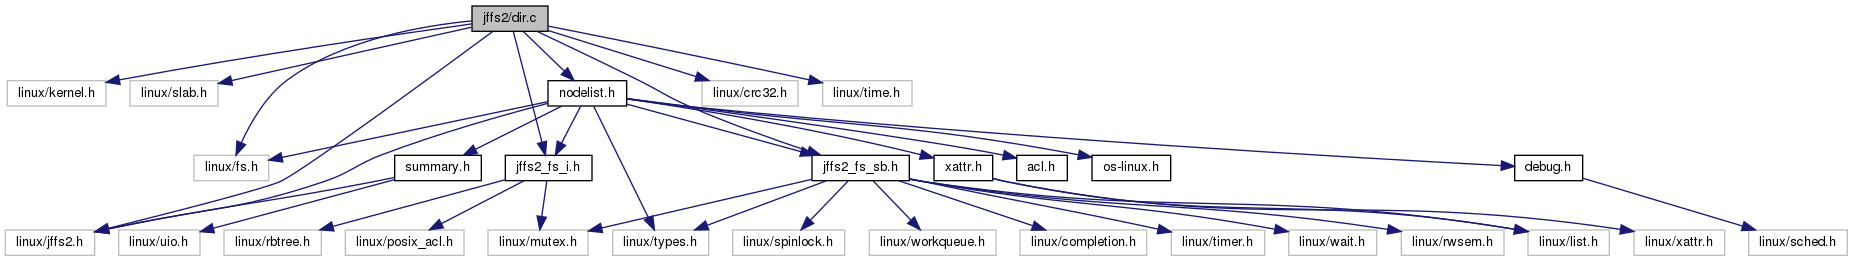 jffs2/dir.c
linux/kernel.h
linux/slab.h
nodelist.h
linux/crc32.h
linux/time.h
linux/fs.h
summary.h
jffs2_fs_i.h
jffs2_fs_sb.h
xattr.h
acl.h
os-linux.h
debug.h
linux/jffs2.h
linux/uio.h
linux/rbtree.h
linux/posix_acl.h
linux/mutex.h
linux/types.h
linux/spinlock.h
linux/workqueue.h
linux/completion.h
linux/timer.h
linux/wait.h
linux/rwsem.h
linux/list.h
linux/xattr.h
linux/sched.h